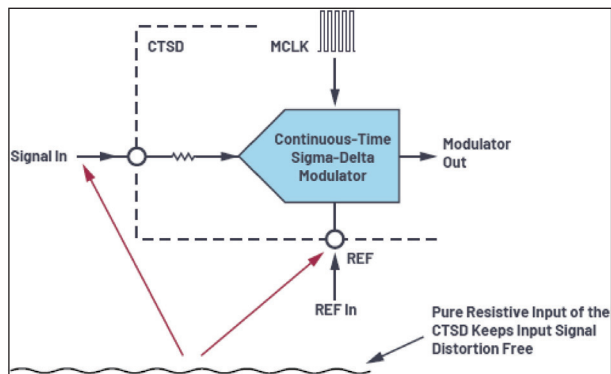 CTSD
MCLK
Signal In
Continuous-Time
Sigma-Delta
Modulator
Modulator
Out
REF
REF In
Pure Resistive Input of the
CTSD Keeps Input Signal
Distortion Free